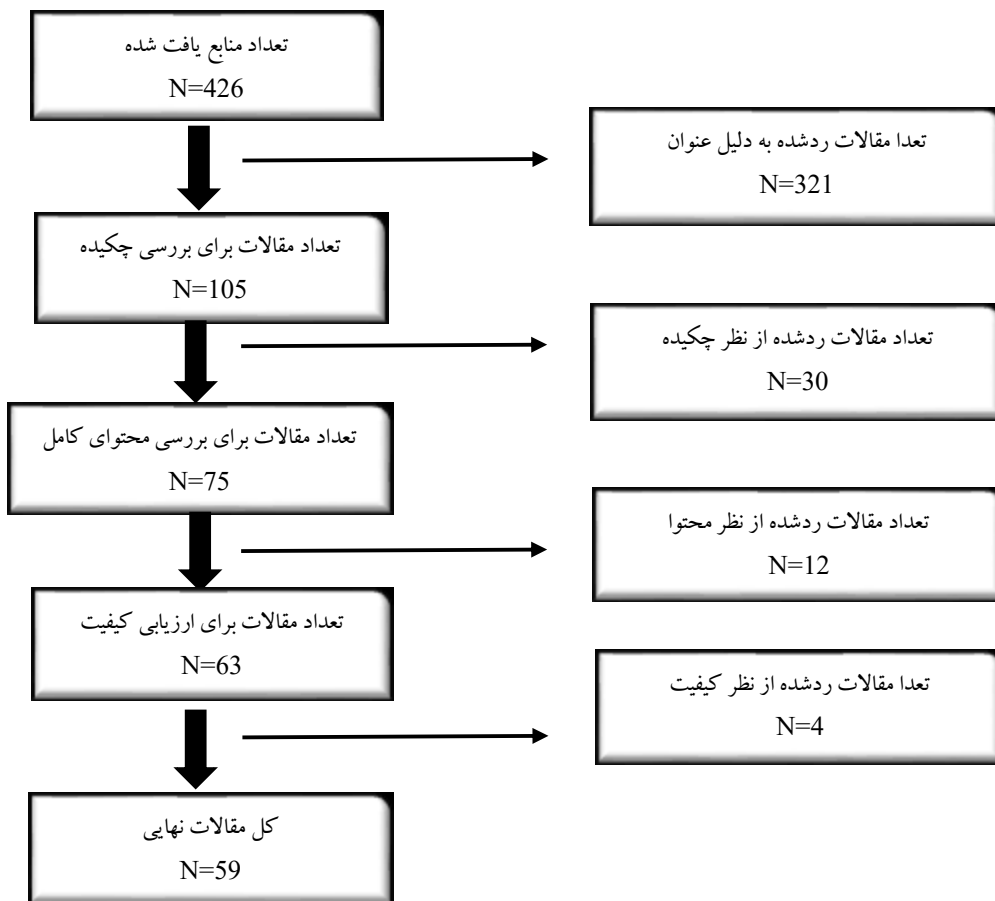 تعداد منابع یافت شده
N=426
تعدا مقالات ردشده به دلیل عنوان
N=321
تعداد مقالات برای بررسی چکیده
N=105
تعداد مقالات ردشده از نظر چکیده
N=30
تعداد مقالات برای بررسی محتوای کامل
N=75
تعداد مقالات ردشده از نظر محتوا
N=12
تعداد مقالات برای ارزیابی کیفیت
N=63
تعدا مقالات ردشده از نظر کیفیت
N=4
کل مقالات نهایی
N=59